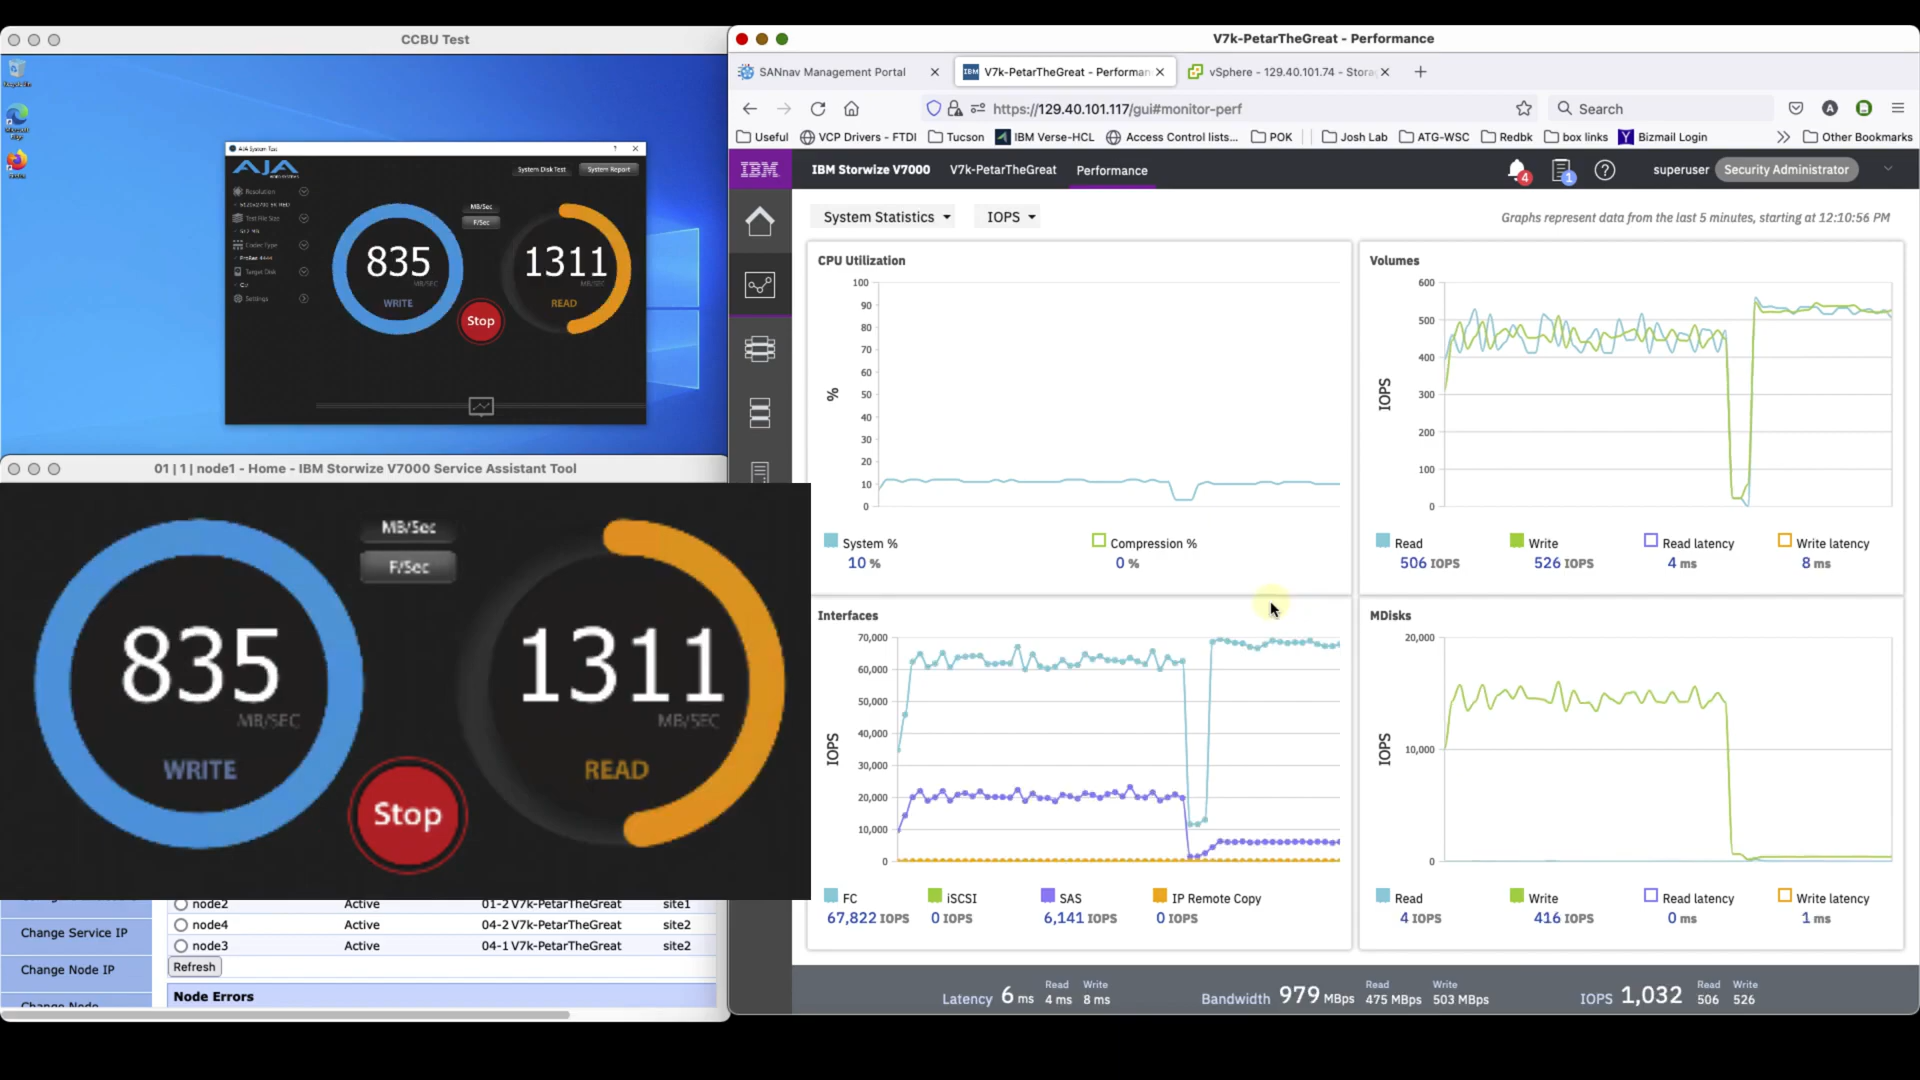 CCBU Test
AJA System Test
AJA
System Disk Test
System Report
Resolution
Test File Size
Codec Type
ProRes 4444
Target Disk
Settings
MB/Sec
F/Sec
835
MB/SEC
WRITE
1311
MB/SEC
READ
Stop
01 | 1 | node1 - Home - IBM Storwize V7000 Service Assistant Tool
MB/Sec
F/Sec
835
MB/SEC
WRITE
1311
MB/SEC
READ
Stop
node2 Active 01-2 V7k-PetarTheGreat site1
node4 Active 04-2 V7k-PetarTheGreat site2
node3 Active 04-1 V7k-PetarTheGreat site2
Refresh
Node Errors
Change Service IP
Change Node IP
Change Node
V7k-PetarTheGreat - Performance
SANnav Management Portal
IBM V7k-PetarTheGreat - Performan
vSphere - 129.40.101.74 - Stora
https://129.40.101.117/gui#monitor-perf
Search
Useful VCP Drivers - FTDI Tucson IBM Verse-HCL Access Control lists... POK Josh Lab ATG-WSC Redbk box links Bizmail Login Other Bookmarks
IBM
IBM Storwize V7000 V7k-PetarTheGreat Performance
4
1
superuser Security Administrator
System Statistics
IOPS
Graphs represent data from the last 5 minutes, starting at 12:10:56 PM
CPU Utilization
100
90
80
70
60
50
40
30
20
10
0
%
System %
10 %
Compression %
0 %
Volumes
600
500
400
300
200
100
0
IOPS
Read
506 IOPS
Write
526 IOPS
Read latency
4 ms
Write latency
8 ms
Interfaces
70,000
60,000
50,000
40,000
30,000
20,000
10,000
0
IOPS
FC
67,822 IOPS
iSCSI
0 IOPS
SAS
6,141 IOPS
IP Remote Copy
0 IOPS
MDisks
20,000
10,000
0
IOPS
Read
4 IOPS
Write
416 IOPS
Read latency
0 ms
Write latency
1 ms
Latency 6 ms
Read
4 ms
Write
8 ms
Bandwidth 979 MBps
Read
475 MBps
Write
503 MBps
IOPS 1,032
Read
506
Write
526